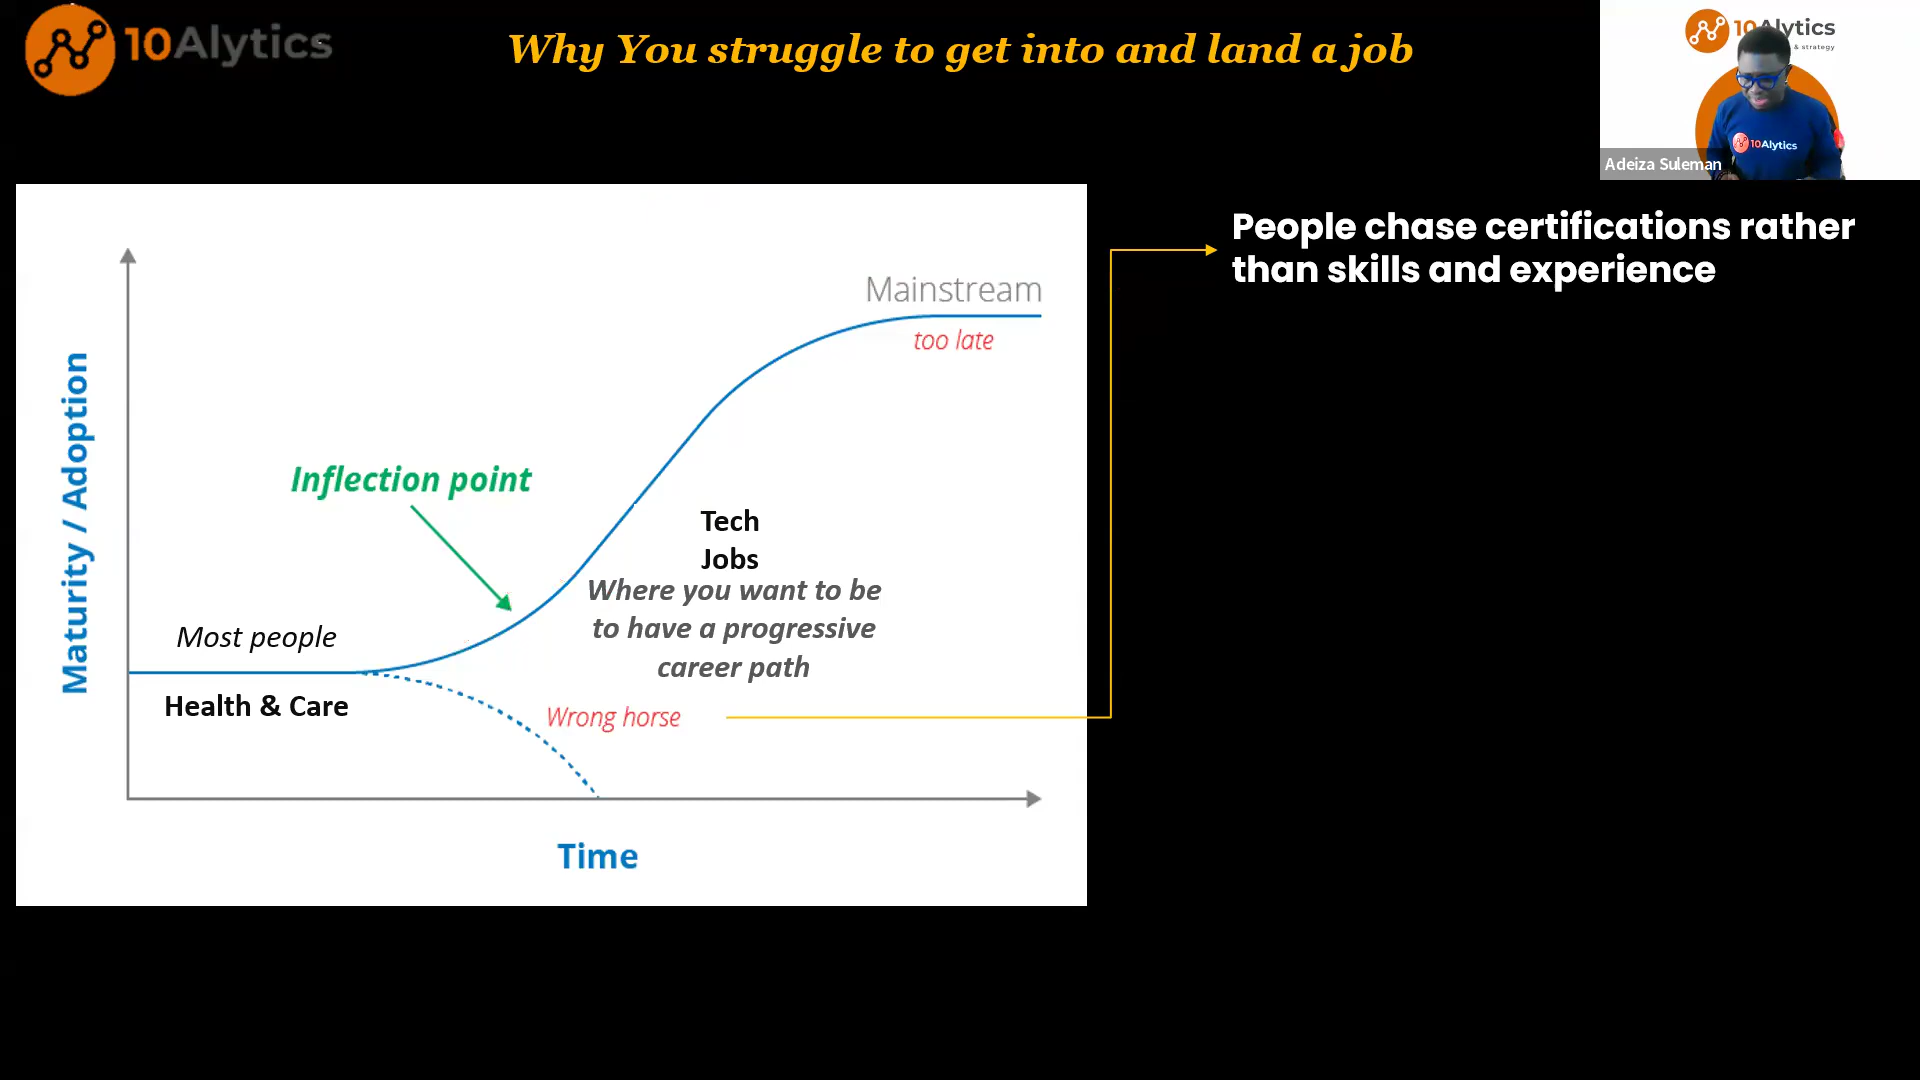 10Alytics
Why You struggle to get into and land a job
10Alytics
& strategy
10Alytics
Adeiza Suleman
People chase certifications rather
than skills and experience
Mainstream
too late
Maturity / Adoption
Inflection point
Tech
Jobs
Where you want to be
to have a progressive
career path
Most people
Health & Care
Wrong horse
Time